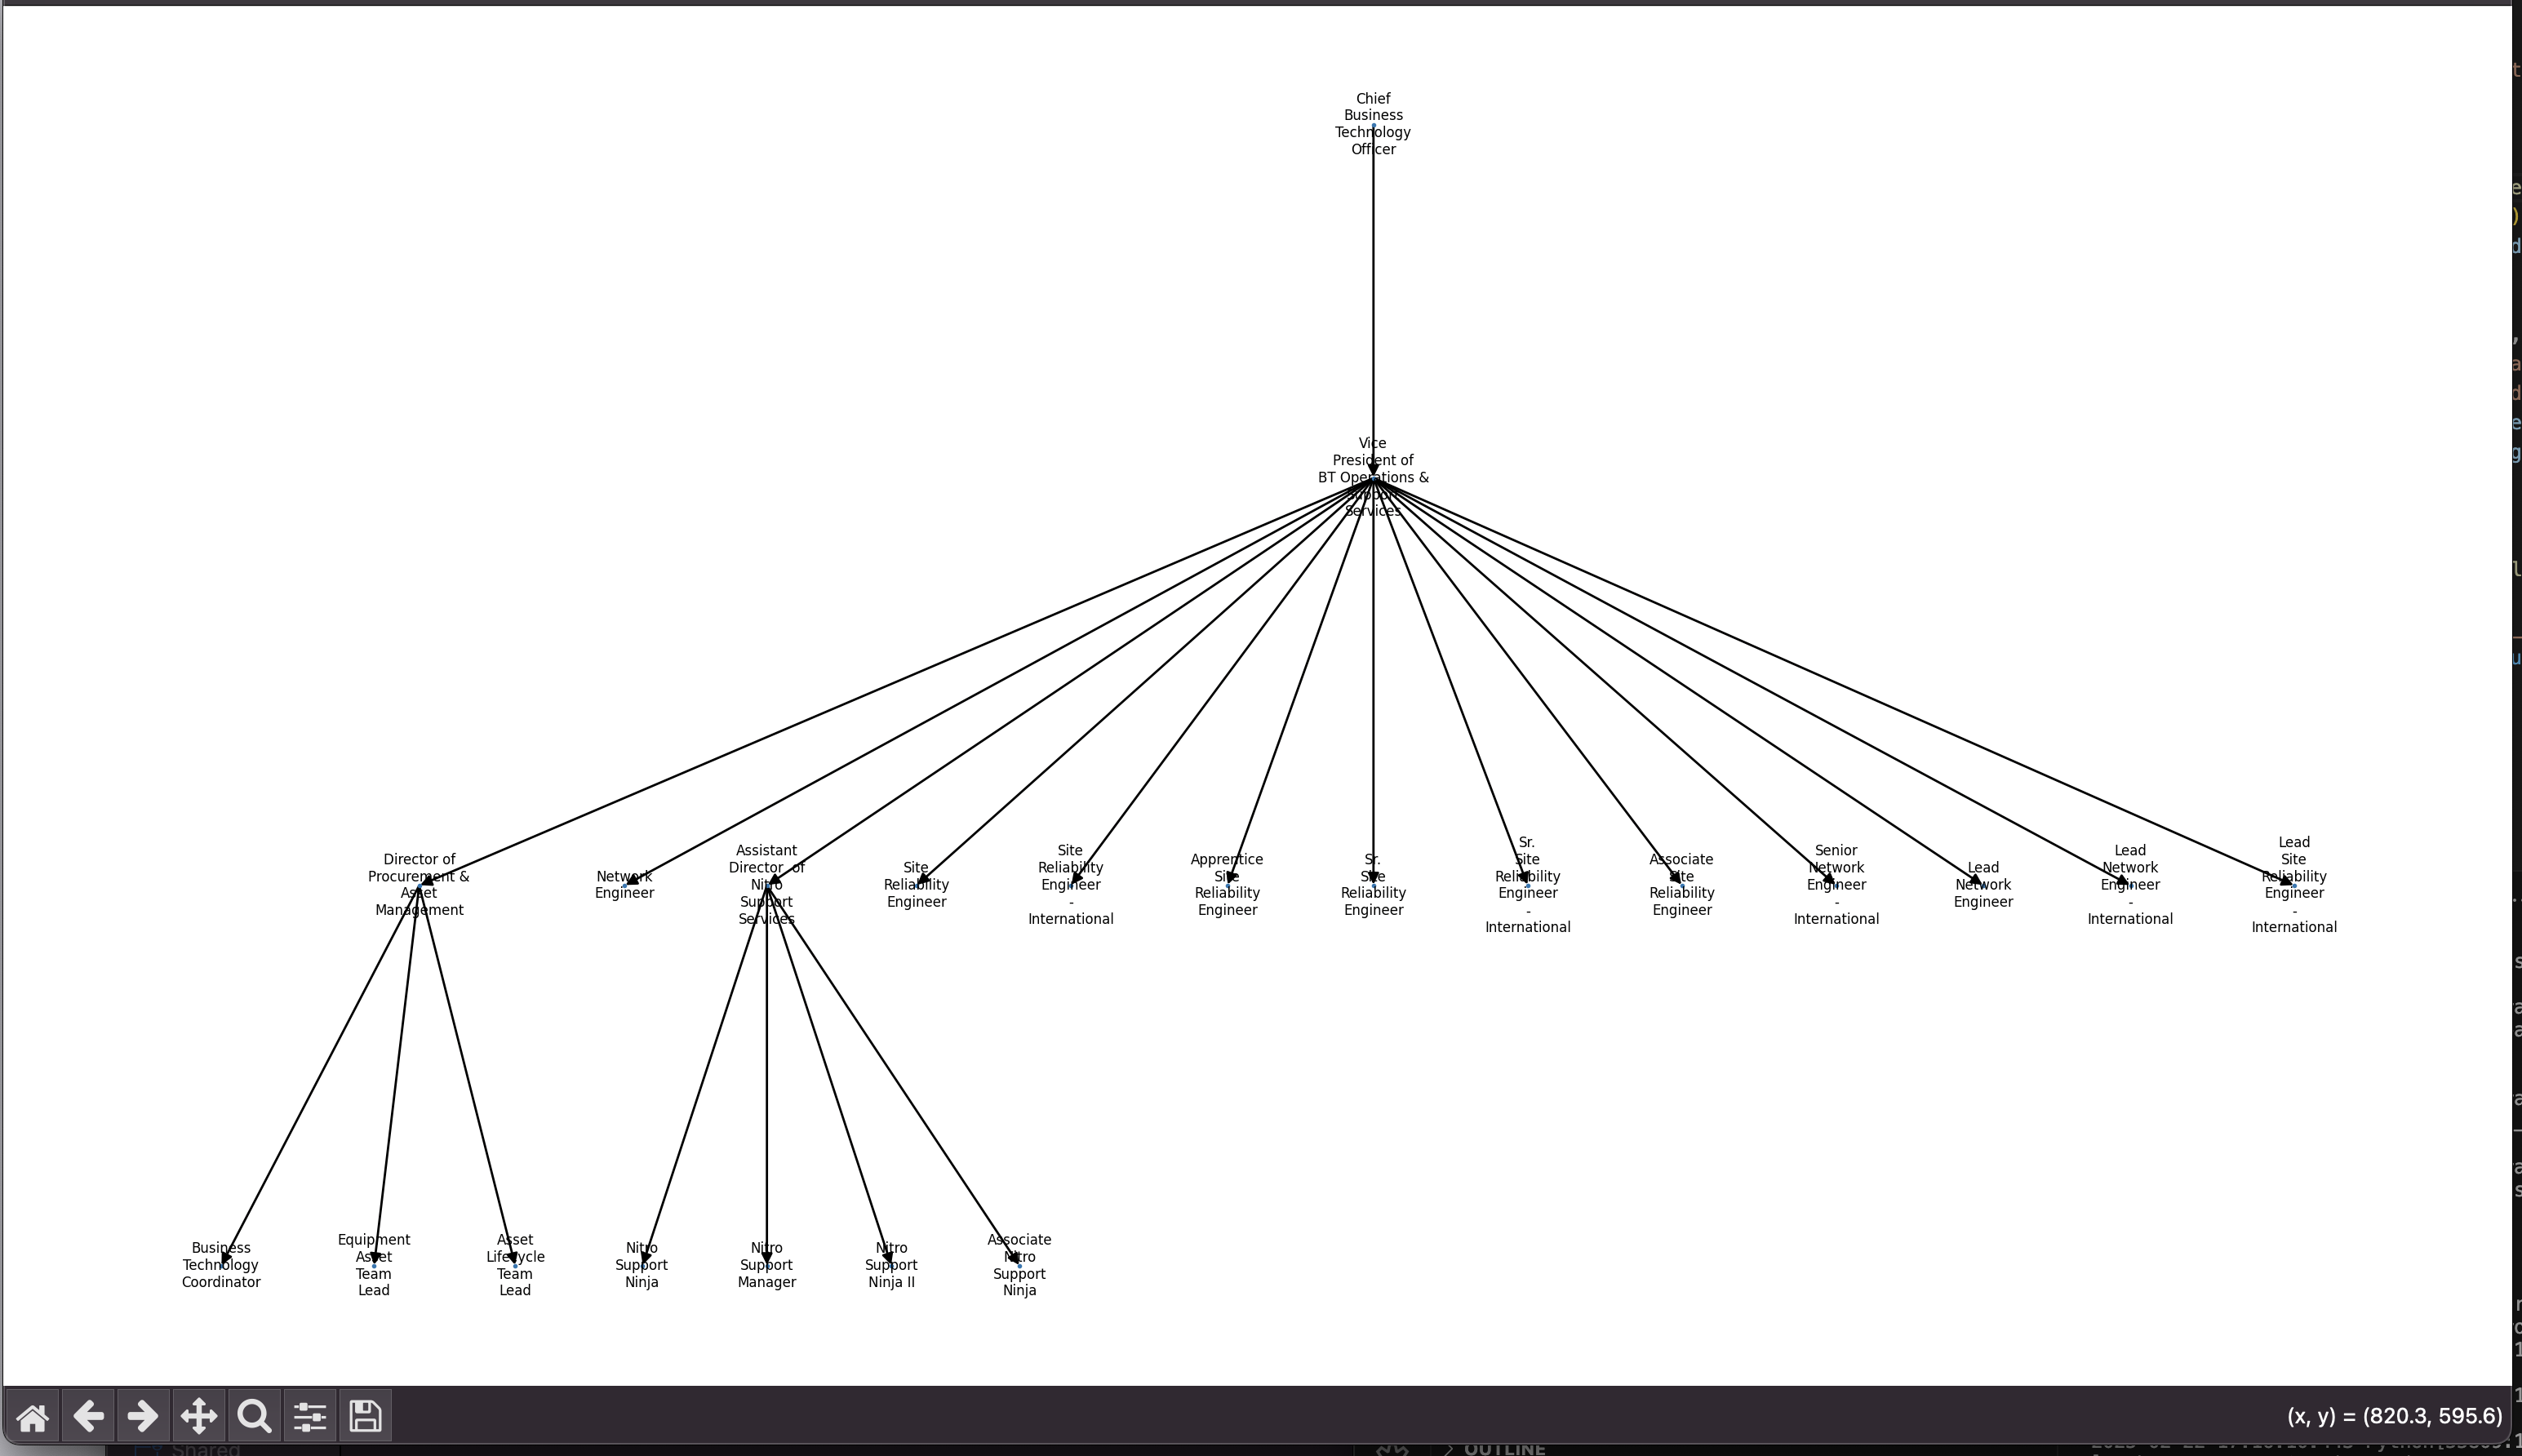 Chief
Business
Technology
Officer
Vice
President of
BT Operations &
Support
Services
Director of
Procurement &
Asset
Management
Network
Engineer
Assistant
Director of
Nitro
Support
Services
Site
Reliability
Engineer
Site
Reliability
Engineer
-
International
Apprentice
Site
Reliability
Engineer
Sr.
Site
Reliability
Engineer
Sr.
Site
Reliability
Engineer
-
International
Associate
Site
Reliability
Engineer
Senior
Network
Engineer
-
International
Lead
Network
Engineer
Lead
Network
Engineer
-
International
Lead
Site
Reliability
Engineer
-
International
Business
Technology
Coordinator
Equipment
Asset
Team
Lead
Asset
Lifecycle
Team
Lead
Nitro
Support
Ninja
Nitro
Support
Manager
Nitro
Support
Ninja II
Associate
Nitro
Support
Ninja
(x, y) = (820.3, 595.6)
Shared
> OUTLINE